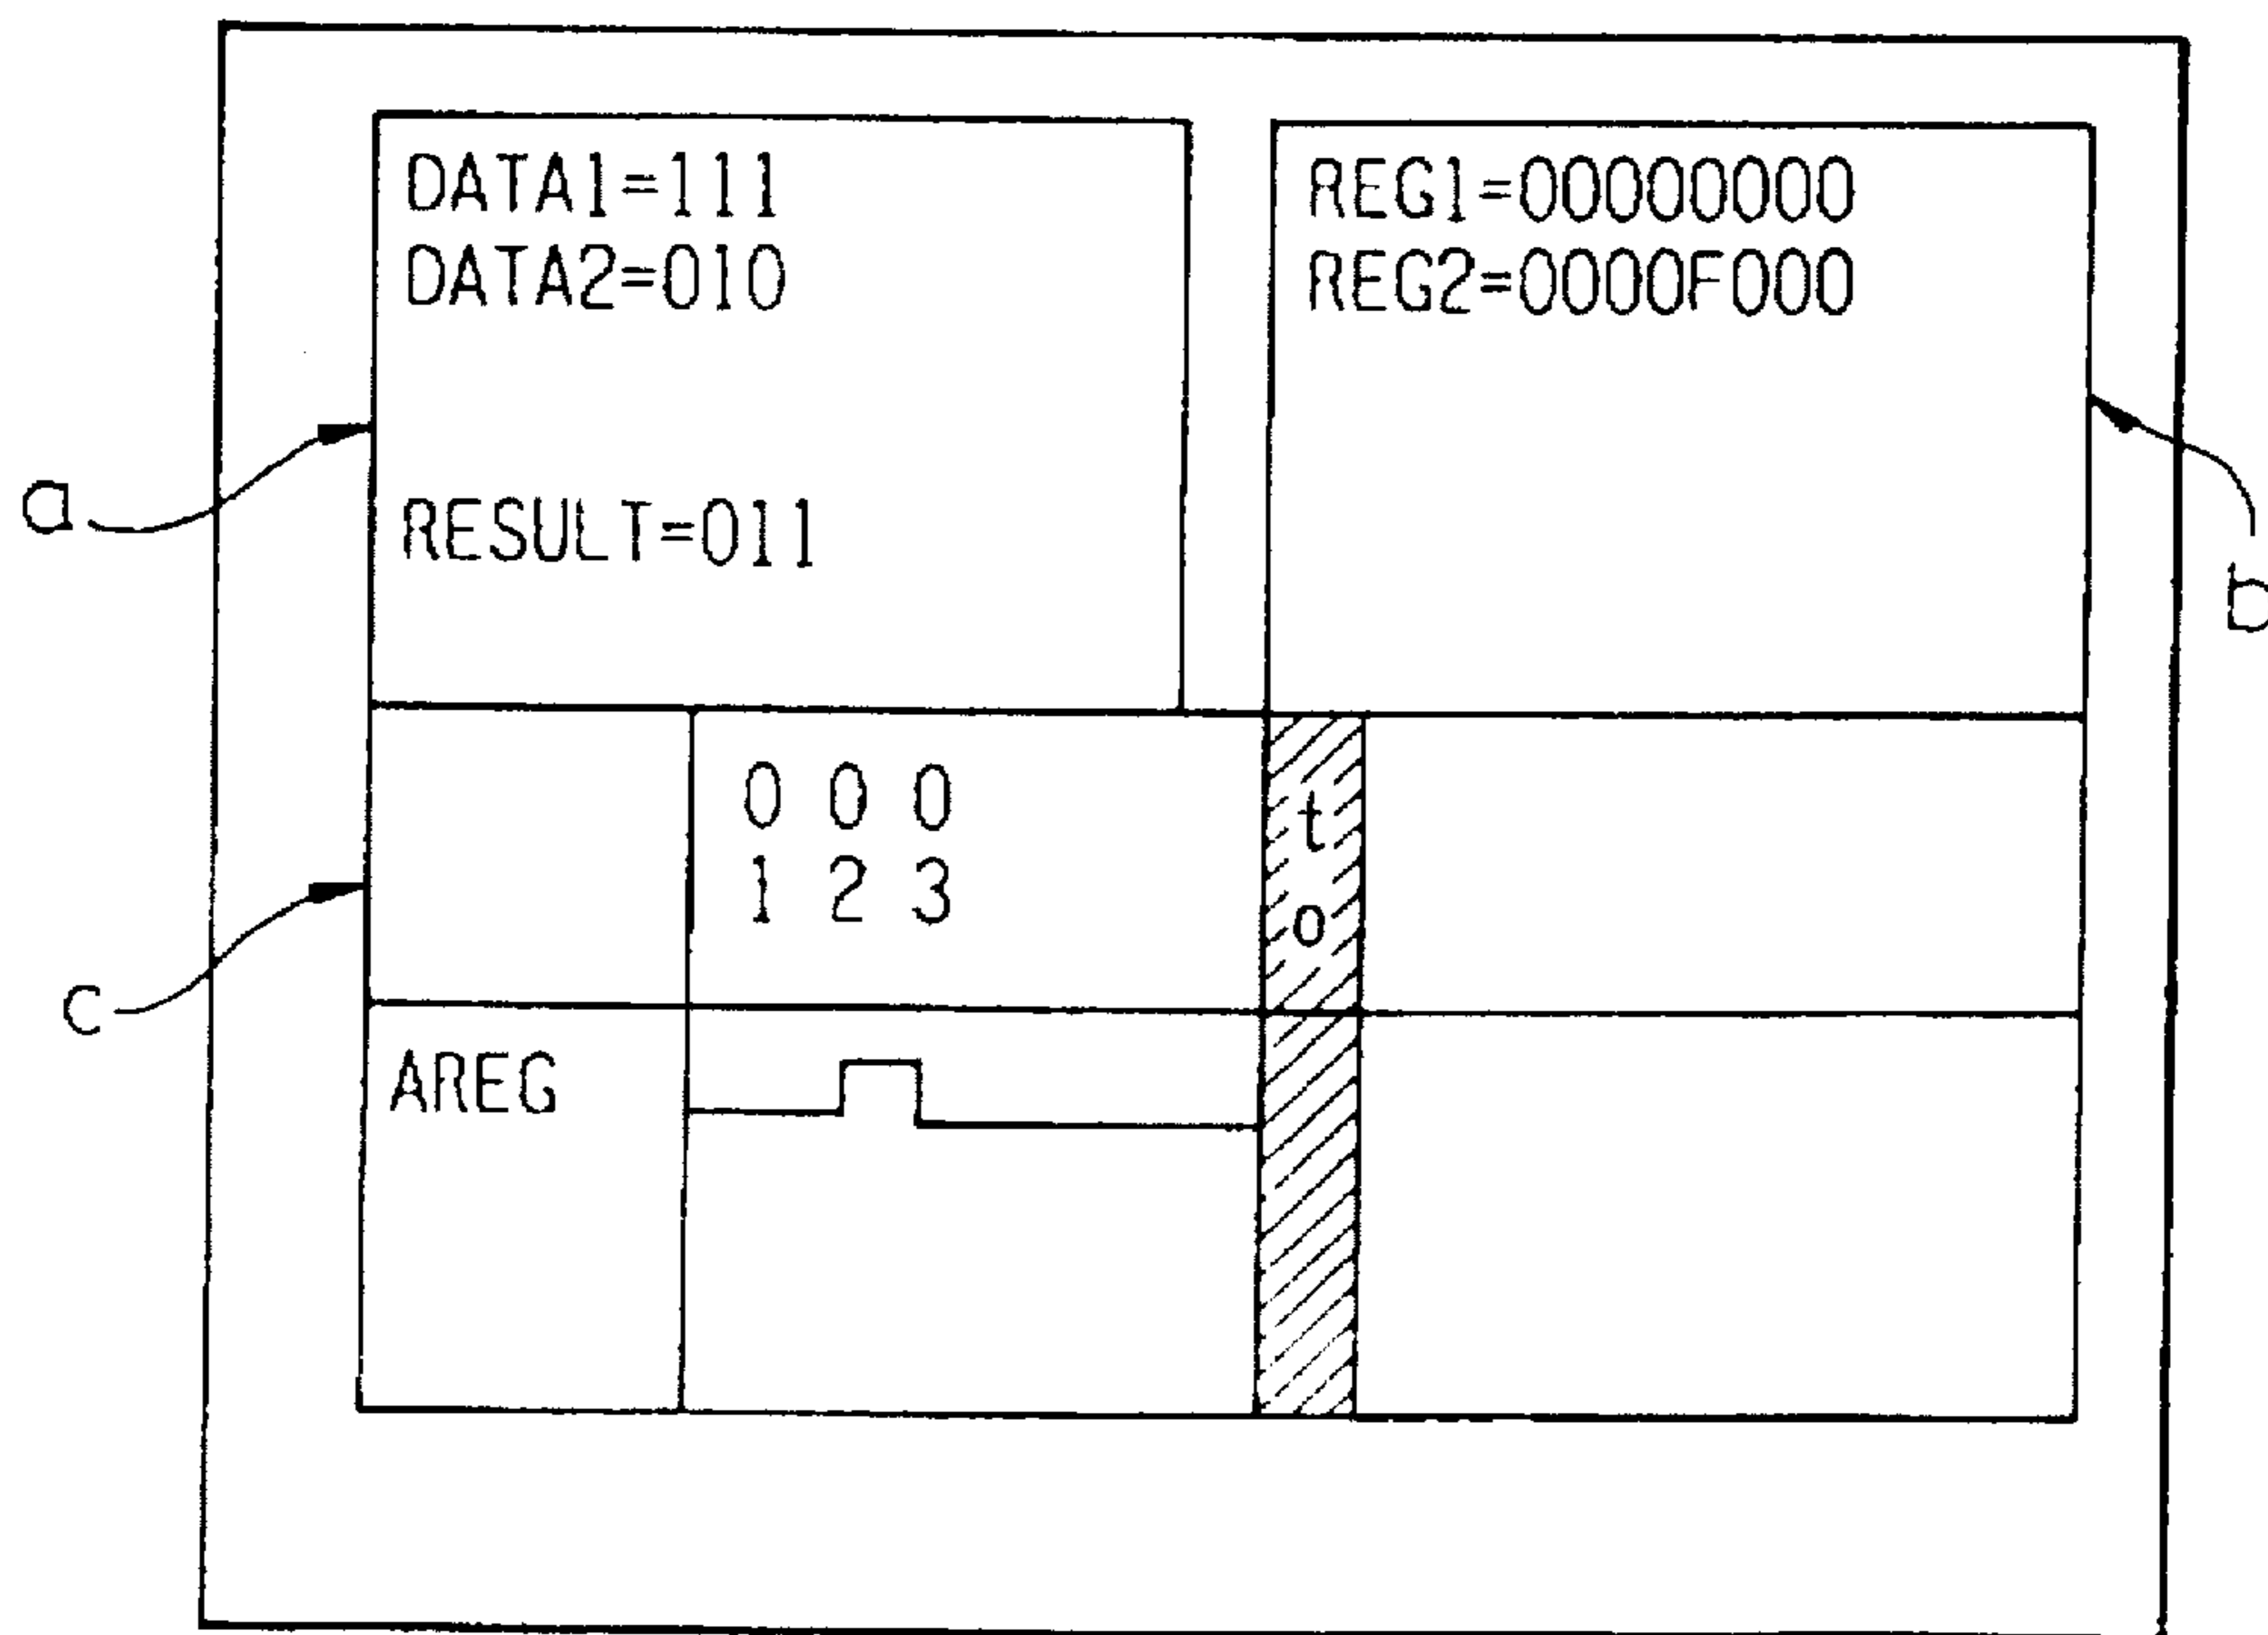 DATA1=111
DATA2=010
RESULT=011
REG1=00000000
REG2=0000F000
a
b
c
0 0 0
1 2 3
t
o
AREG